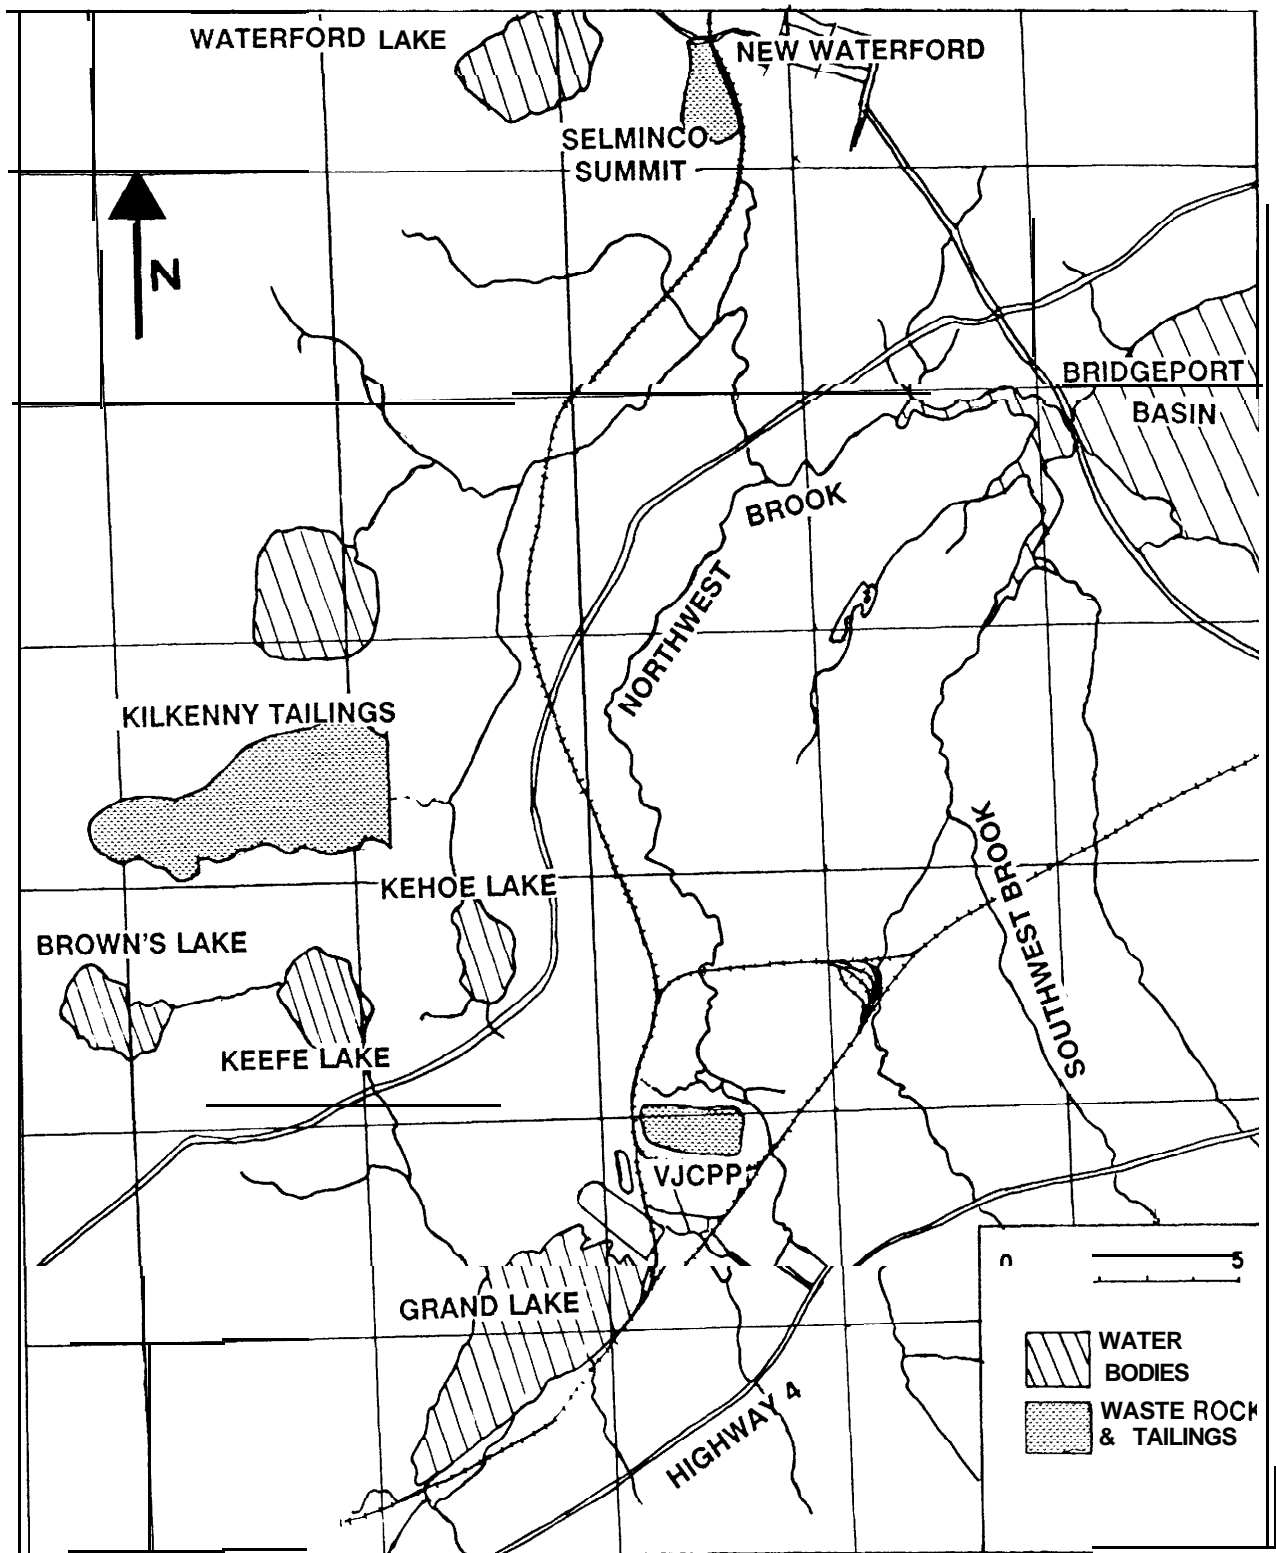 WATERFORD LAKE
NEW WATERFORD
SELMINCO
SUMMIT
N
BRIDGEPORT
BASIN
BROOK
NORTHWEST
KILKENNY TAILINGS
KEHOE LAKE
SOUTHWEST BROOK
BROWN'S LAKE
KEEFE LAKE
VJCPP
GRAND LAKE
HIGHWAY 4
0 5
WATER
BODIES
WASTE ROCK
& TAILINGS